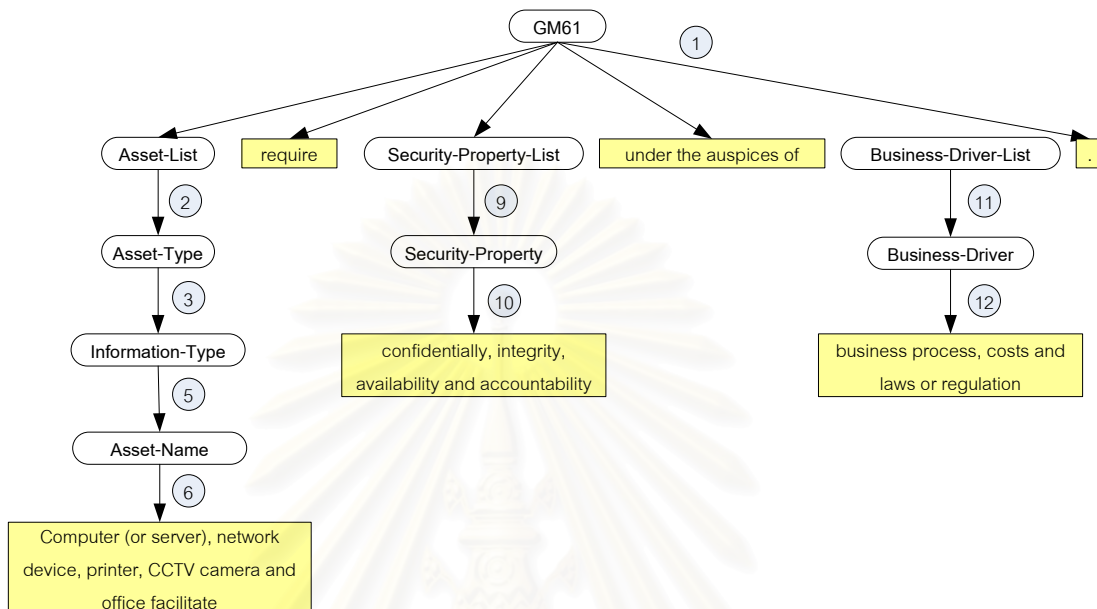 GM61
1
Asset-List
require
Security-Property-List
under the auspices of
Business-Driver-List
.
2
9
11
Asset-Type
Security-Property
Business-Driver
3
10
12
Information-Type
confidentially, integrity,
availability and accountability
business process, costs and
laws or regulation
5
Asset-Name
6
Computer (or server), network
device, printer, CCTV camera and
office facilitate